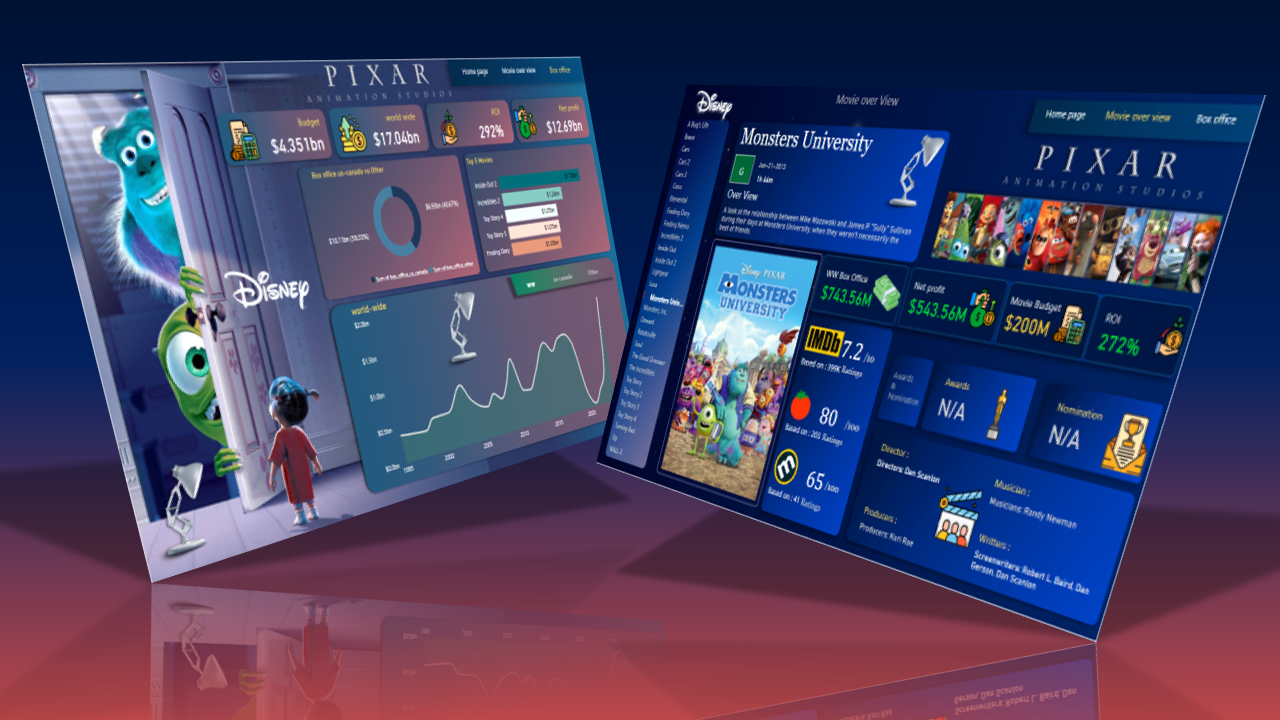 PIXAR
ANIMATION STUDIOS
Home page
Movie over view
Box office
Budget
$4.351bn
world wide
$17.04bn
ROI
292%
Net profit
$12.69bn
Box office us-canada vs Other
$6.93bn (40.67%)
$10.11bn (59.33%)
Sum of box_office_us_canada
Sum of box_office_other
Top 5 Movies
Inside Out 2
Incredibles 2
Toy Story 4
Toy Story 3
Finding Dory
DISNEY
ww
us-canada
Other
world-wide
$2.0bn
$1.5bn
$1.0bn
$0.0bn
1995
2000
2005
2010
2015
2020
DISNEY
Movie over View
Home page
Movie over view
Box office
A Bug's Life
Brave
Cars
Cars 2
Cars 3
Coco
Elemental
Finding Dory
Finding Nemo
Incredibles 2
Inside Out
Inside Out 2
Lightyear
Luca
Monsters Univ...
Monsters, Inc.
Onward
Ratatouille
Soul
The Good Dinosaur
The Incredibles
Toy Story
Toy Story 2
Toy Story 3
Toy Story 4
Turning Red
Up
WALL-E
Monsters University
G
Jun-21-2013
1h 44m
Over View
A look at the relationship between Mike Wazowski and James P. "Sully" Sullivan
during their days at Monsters University, when they weren't necessarily the
best of friends.
PIXAR
ANIMATION STUDIOS
Disney PIXAR
MONSTERS
UNIVERSITY
WW Box Office
$743.56M
Net profit
$543.56M
Movie Budget
$200M
ROI
272%
IMDb
7.2 /10
Based on : 399K Ratings
80 /100
Based on : 203 Ratings
m
65 /100
Based on : 41 Ratings
Awards
&
Nomination
Awards
N/A
Nomination
N/A
Director :
Directors: Dan Scanlon
Musician :
Musicians: Randy Newman
Producers :
Producers: Kori Rae
Writters :
Screenwriters: Robert L. Baird, Dan
Gerson, Dan Scanlon